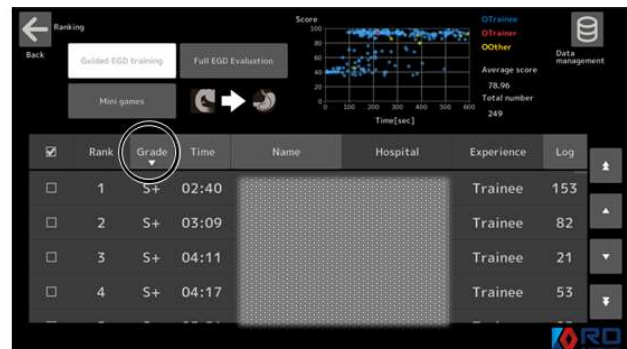 Ranking
Back
Guided EGD training
Full EGD Evaluation
Mini games
Score
100
80
60
40
20
0
0 100 200 300 400 500 600
Time[sec]
OTrainee
OTrainer
OOther
Average score
78.96
Total number
249
Data
management
Rank Grade Time Name Hospital Experience Log
1 S+ 02:40 Trainee 153
2 S+ 03:09 Trainee 82
3 S+ 04:11 Trainee 21
4 S+ 04:17 Trainee 53
RD